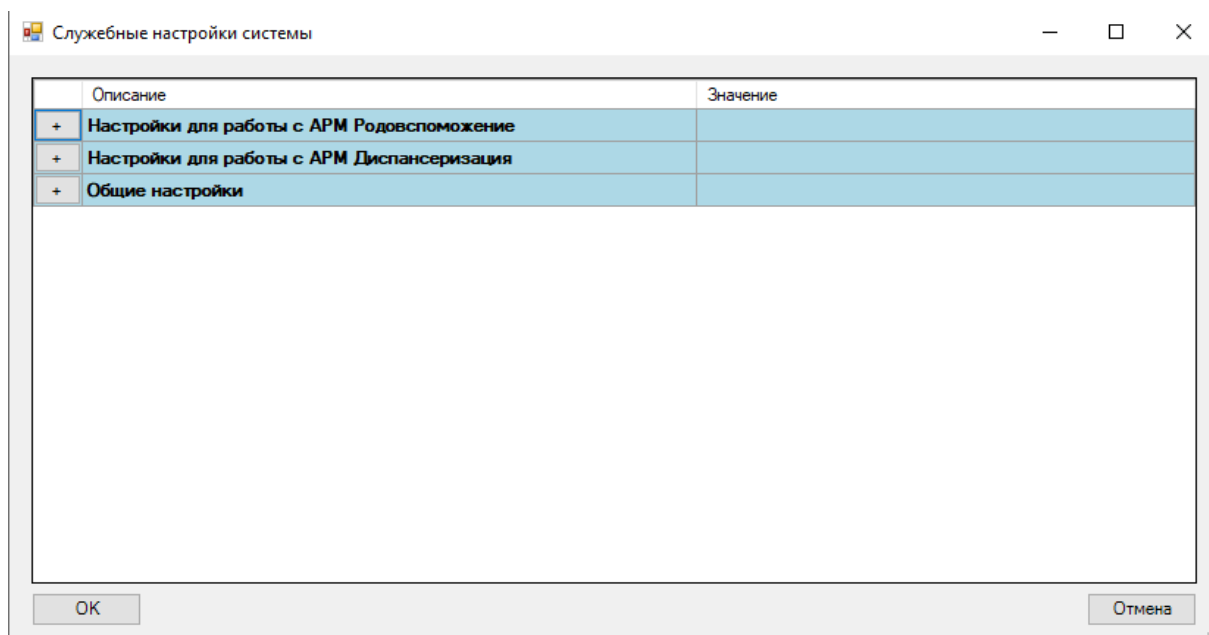 Служебные настройки системы
Описание Значение
+ Настройки для работы с АРМ Родовспоможение
+ Настройки для работы с АРМ Диспансеризация
+ Общие настройки
OK Отмена